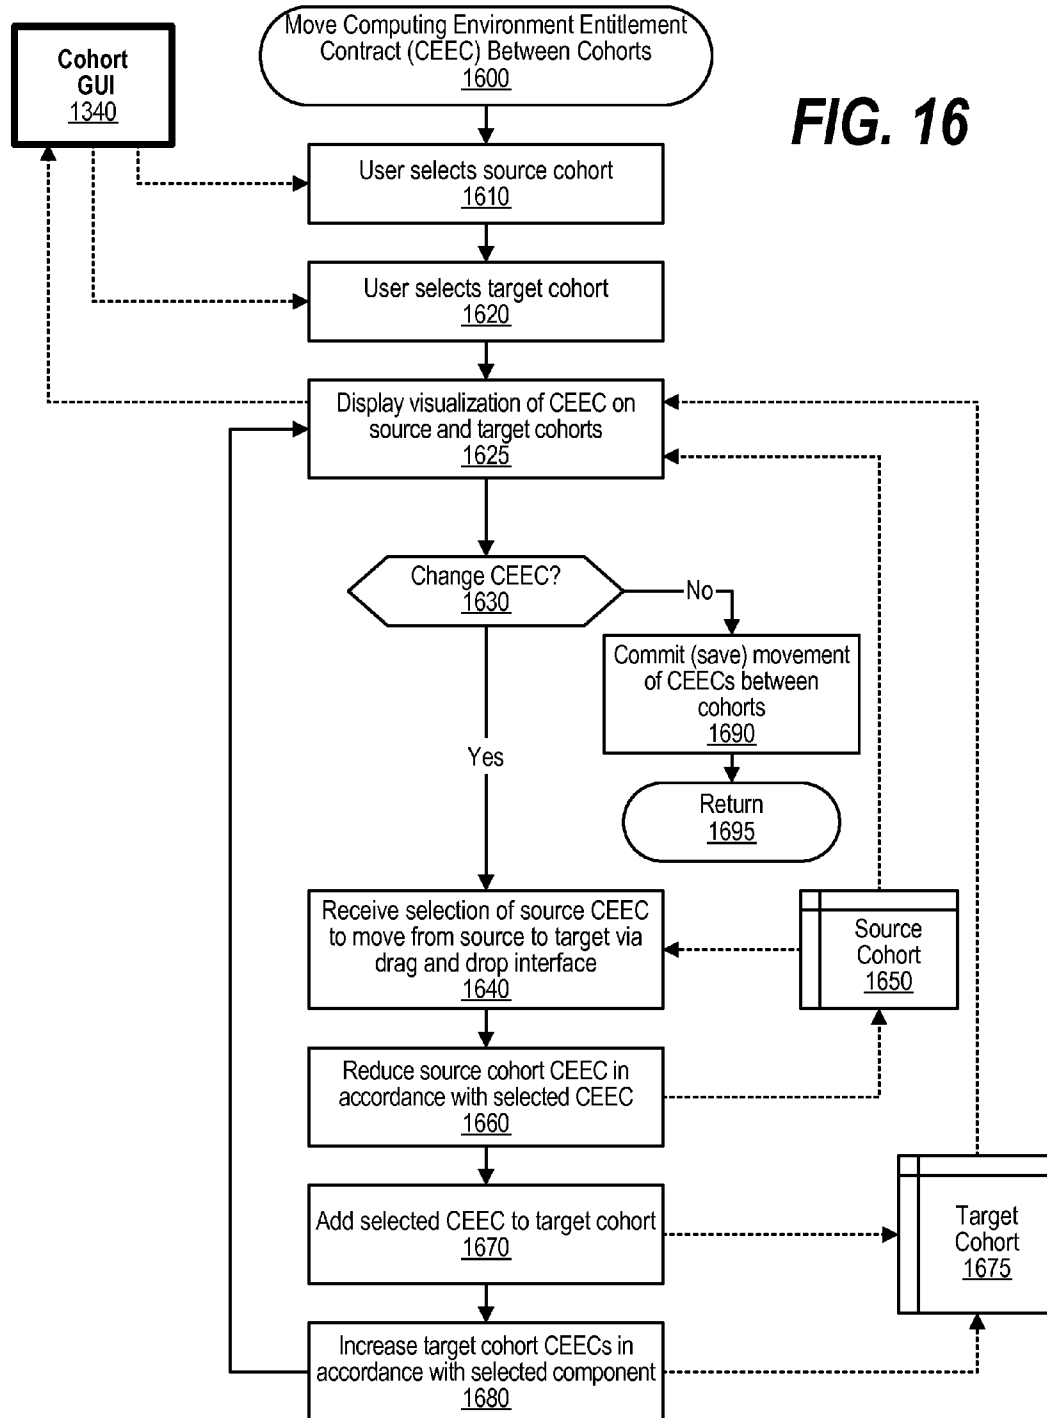 Cohort
GUI
1340
Move Computing Environment Entitlement
Contract (CEEC) Between Cohorts
1600
FIG. 16
User selects source cohort
1610
User selects target cohort
1620
Display visualization of CEEC on
source and target cohorts
1625
Change CEEC?
1630
No
Commit (save) movement
of CEECs between
cohorts
1690
Yes
Return
1695
Receive selection of source CEEC
to move from source to target via
drag and drop interface
1640
Source
Cohort
1650
Reduce source cohort CEEC in
accordance with selected CEEC
1660
Add selected CEEC to target cohort
1670
Target
Cohort
1675
Increase target cohort CEECs in
accordance with selected component
1680